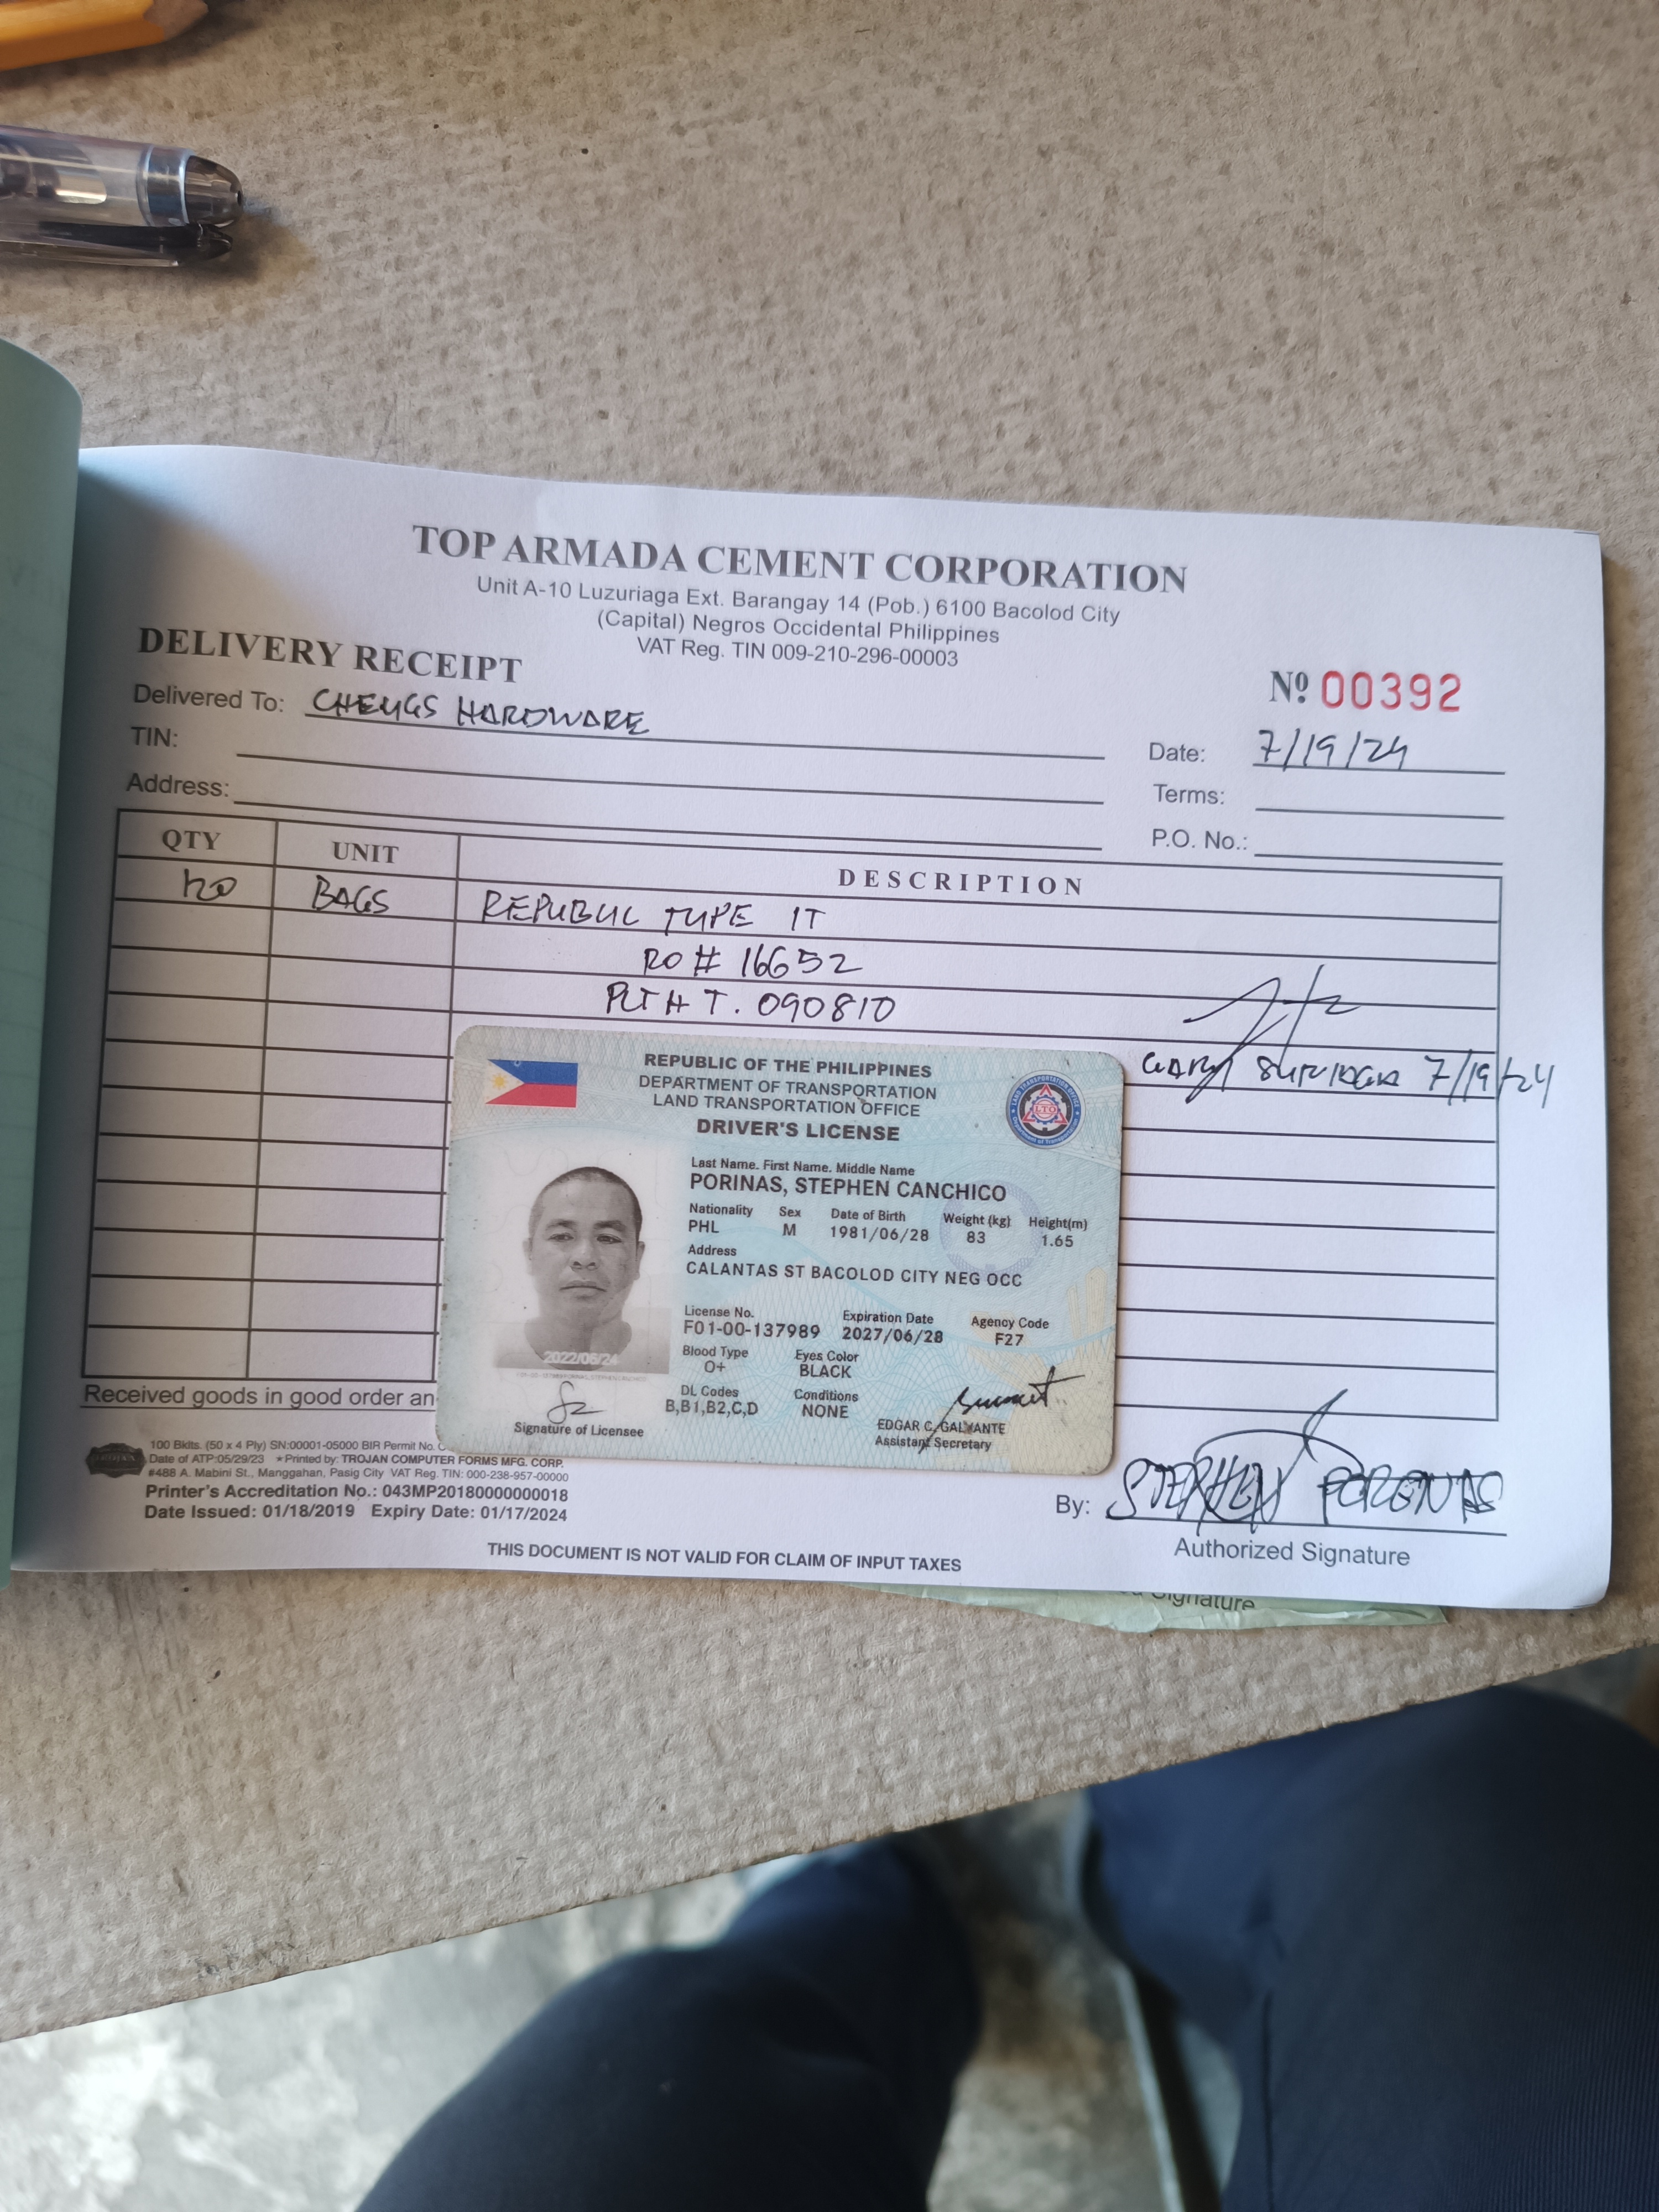 TOP ARMADA CEMENT CORPORATION
Unit A-10 Luzuriaga Ext. Barangay 14 (Pob.) 6100 Bacolod City
(Capital) Negros Occidental Philippines
VAT Reg. TIN 009-210-296-00003
DELIVERY RECEIPT
Nº 00392
Delivered To: CHENGS HARDWARE
TIN:
Date: 7/19/24
Address:
Terms:
P.O. No.:
QTY UNIT DESCRIPTION
120 BAGS REPUBLIC TYPE IT
RO # 16652
PLT # T. 090810
GARY 7/19/24
REPUBLIC OF THE PHILIPPINES
DEPARTMENT OF TRANSPORTATION
LAND TRANSPORTATION OFFICE
DRIVER'S LICENSE
LTO
Last Name. First Name. Middle Name
PORINAS, STEPHEN CANCHICO
Nationality Sex Date of Birth Weight (kg) Height(m)
PHL M 1981/06/28 83 1.65
Address
CALANTAS ST BACOLOD CITY NEG OCC
License No. Expiration Date Agency Code
F01-00-137989 2027/06/28 F27
Blood Type Eyes Color
O+ BLACK
DL Codes Conditions
B,B1,B2,C,D NONE
2022/06/24
Signature of Licensee
EDGAR C. GALVANTE
Assistant Secretary
Received goods in good order an
100 Bklts. (50 x 4 Ply) SN:00001-05000 BIR Permit No.
Date of ATP:05/29/23 ★Printed by: TROJAN COMPUTER FORMS MFG. CORP.
#488 A. Mabini St., Manggahan, Pasig City VAT Reg. TIN: 000-238-957-00000
Printer's Accreditation No.: 043MP20180000000018
Date Issued: 01/18/2019 Expiry Date: 01/17/2024
By: STEPHEN PORENAS
Authorized Signature
THIS DOCUMENT IS NOT VALID FOR CLAIM OF INPUT TAXES
Signature